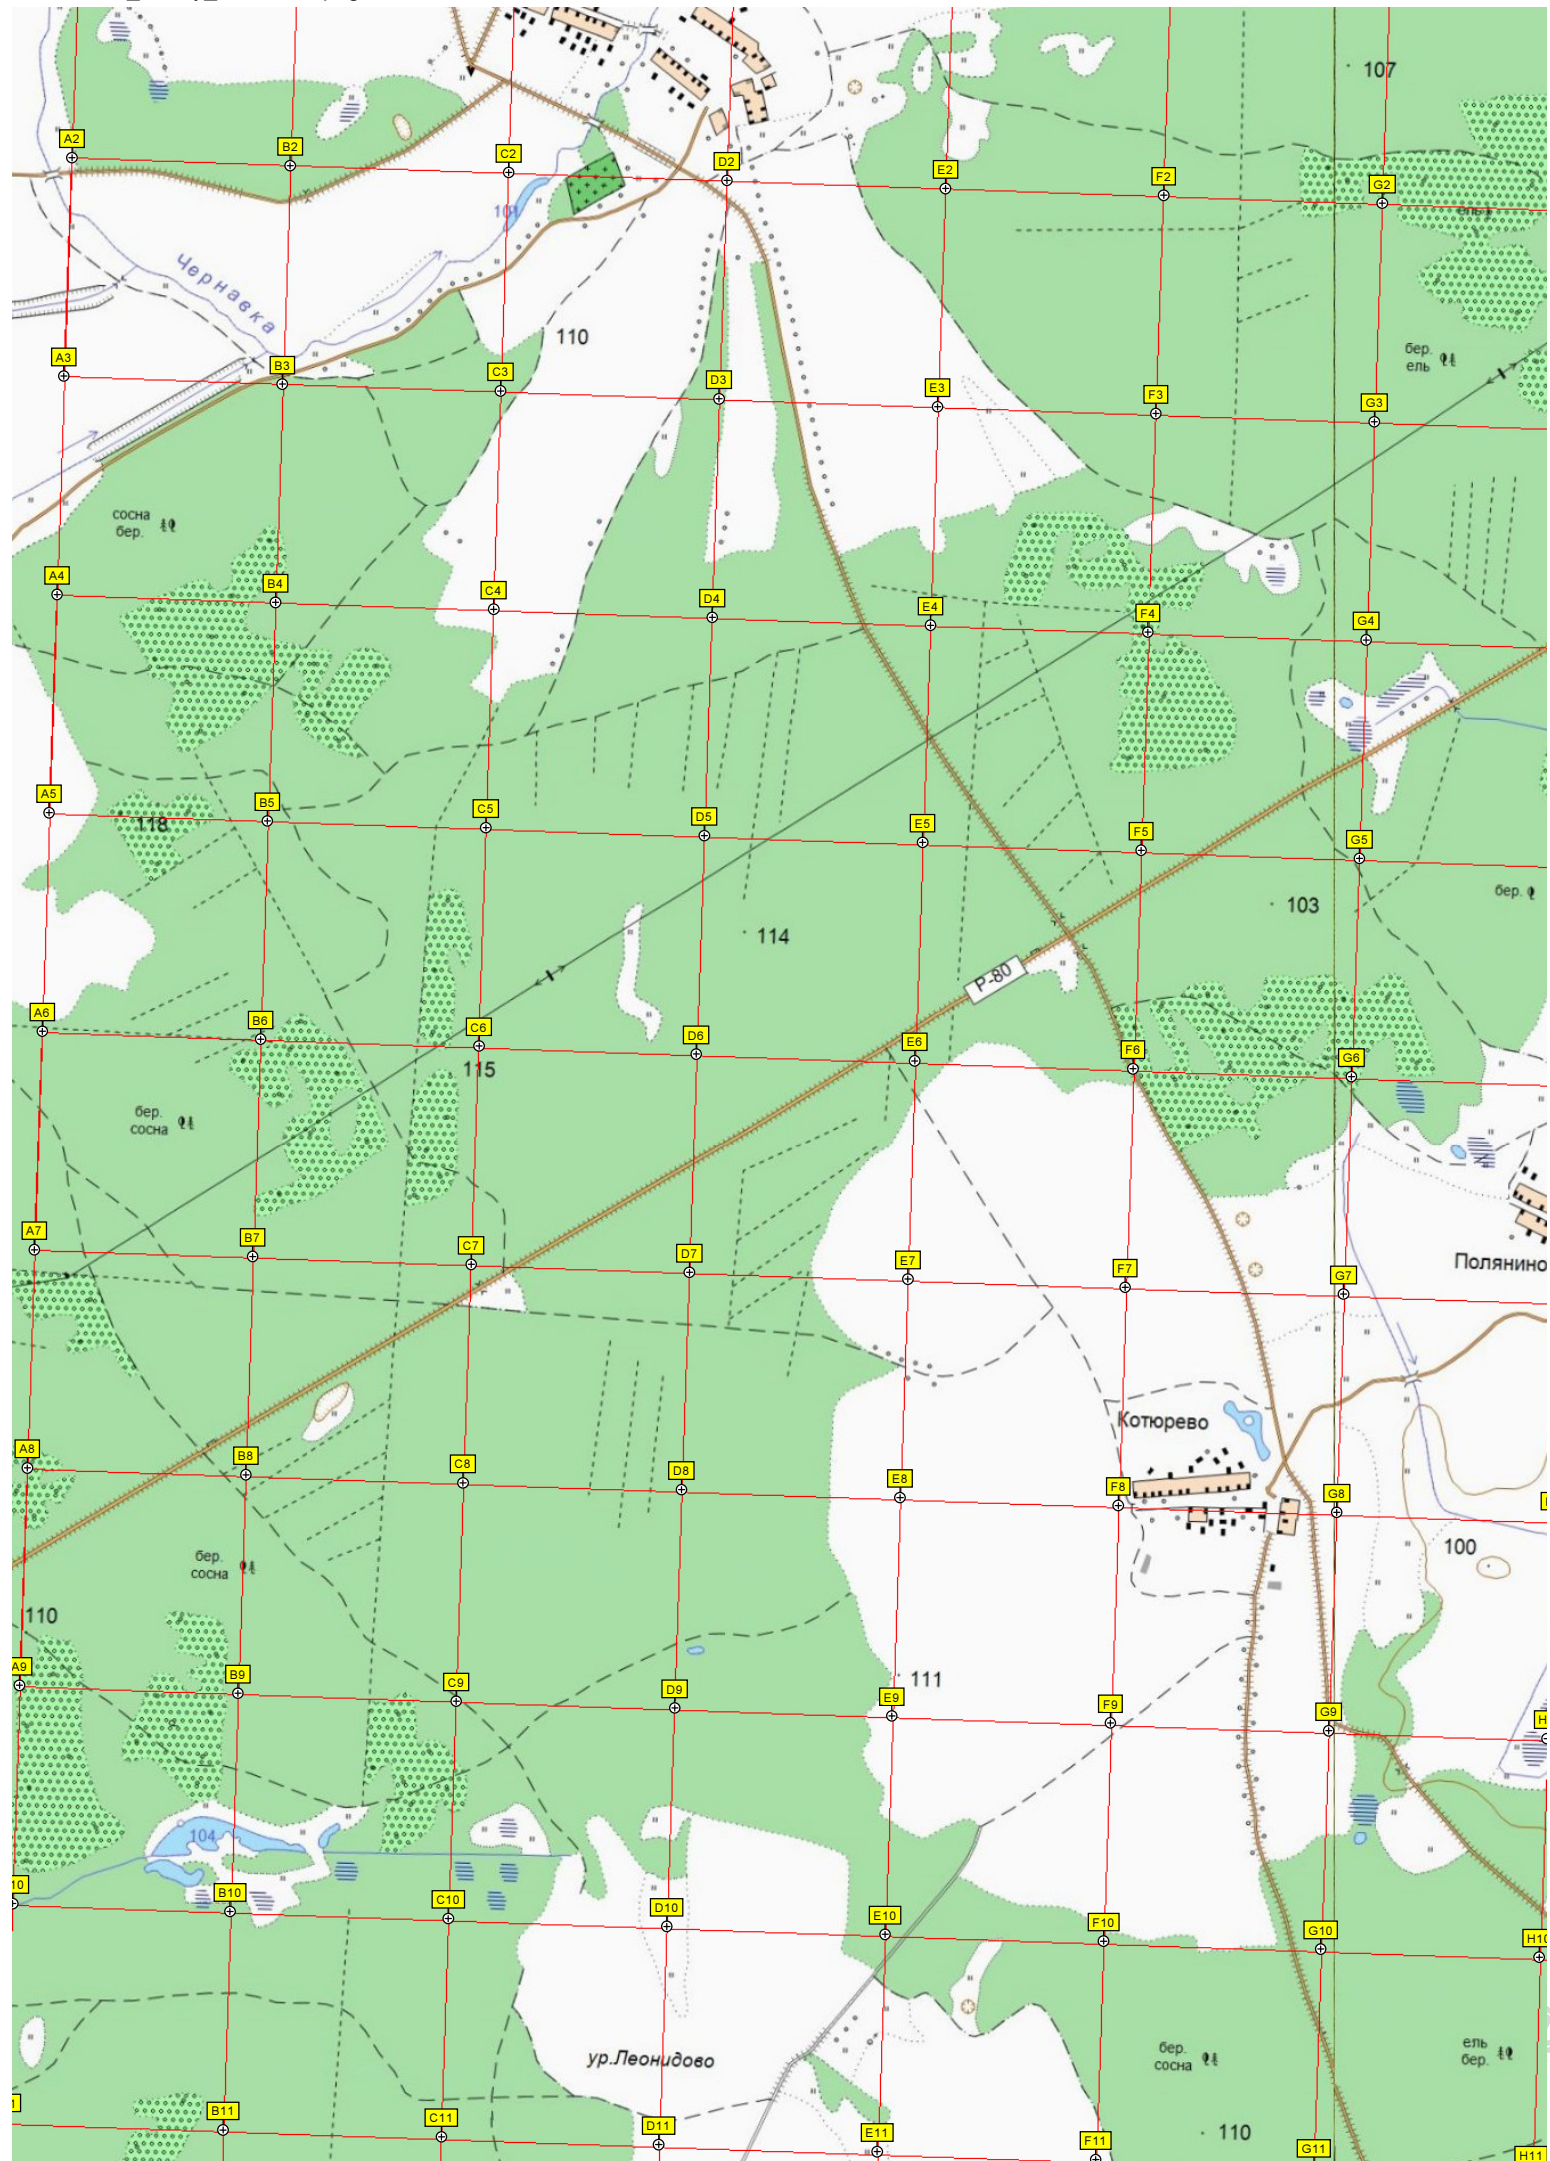 107
A2
B2
C2
D2
E2
F2
G2
101
Чернавка
110
A3
B3
C3
D3
E3
F3
G3
бер.
ель
сосна
бер.
A4
B4
C4
D4
E4
F4
G4
A5
B5
C5
D5
E5
F5
G5
118
103
бер.
114
Р-80
A6
B6
C6
D6
E6
F6
G6
115
бер.
сосна
A7
B7
C7
D7
E7
F7
G7
Полянино
Котюрево
A8
B8
C8
D8
E8
F8
G8
100
бер.
сосна
110
A9
B9
C9
D9
E9
F9
G9
H
111
104
10
B10
C10
D10
E10
F10
G10
H10
ур.Леонидово
бер.
сосна
ель
бер.
B11
C11
D11
E11
F11
G11
H11
110